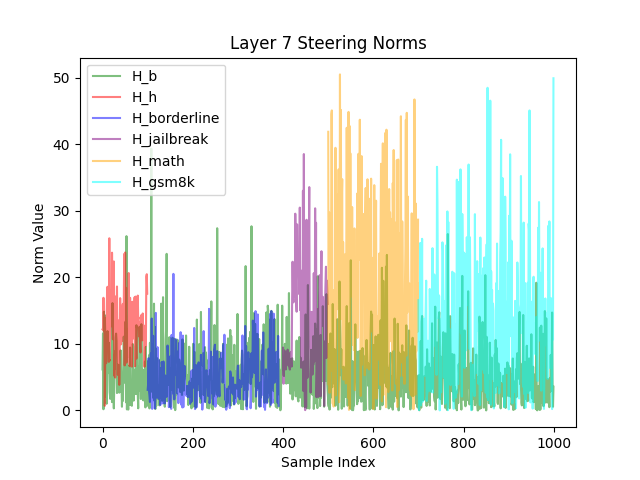 Layer 7 Steering Norms
H_b
H_h
H_borderline
H_jailbreak
H_math
H_gsm8k
50
40
30
20
10
0
Norm Value
0 200 400 600 800 1000
Sample Index